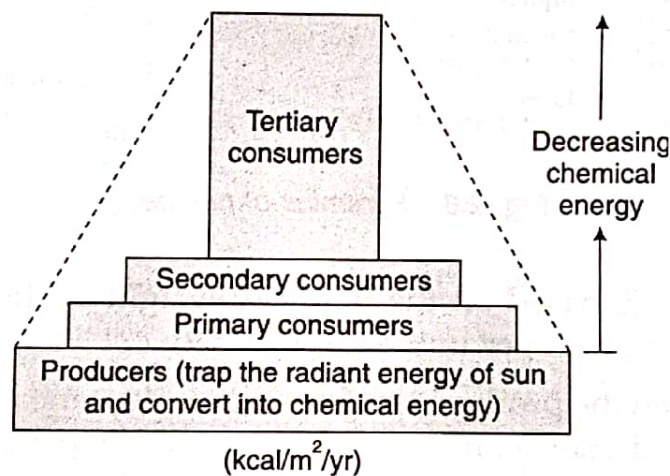 Tertiary
consumers
Decreasing
chemical
energy
Secondary consumers
Primary consumers
Producers (trap the radiant energy of sun
and convert into chemical energy)
(kcal/m²/yr)